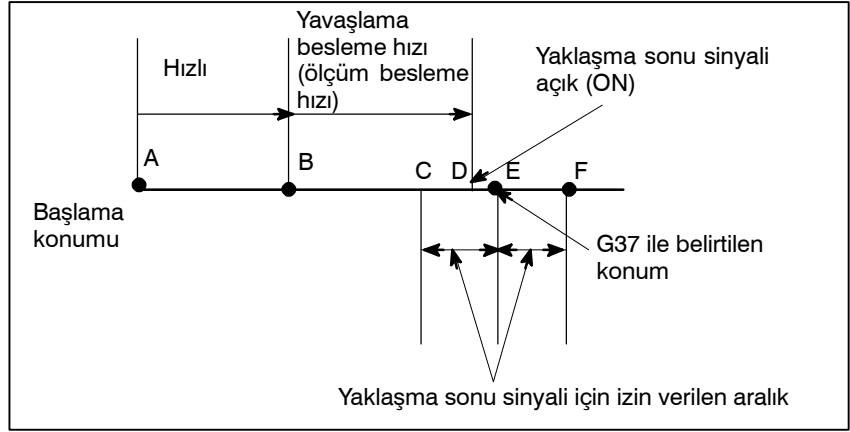 Yavaşlama
besleme hızı
(ölçüm besleme
hızı)
Hızlı
Yaklaşma sonu sinyali
açık (ON)
A
B
C
D
E
F
Başlama
konumu
G37 ile belirtilen
konum
Yaklaşma sonu sinyali için izin verilen aralık